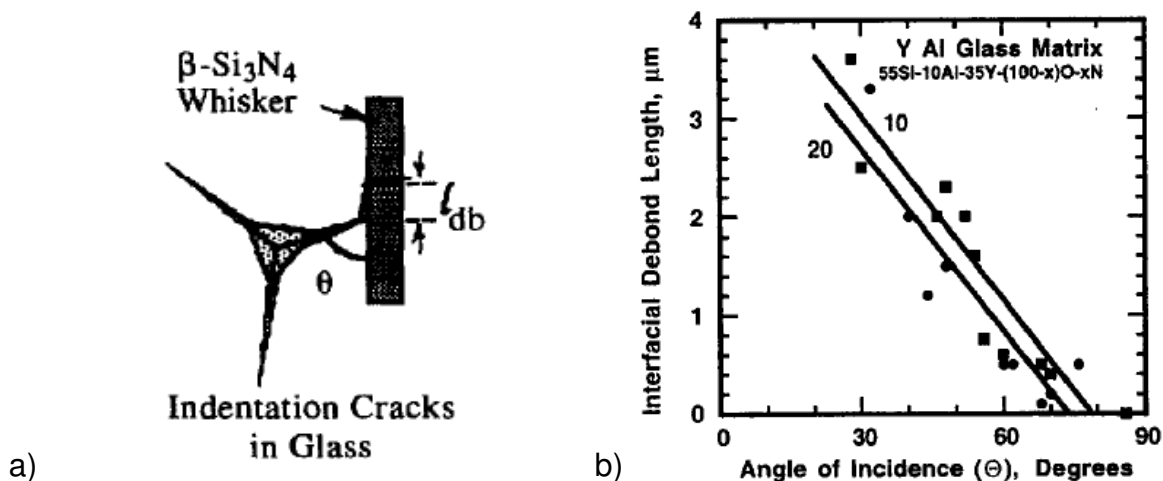 β-Si3N4
Whisker
ldb
θ
Indentation Cracks
in Glass
a)
Y Al Glass Matrix
55Si-10Al-35Y-(100-x)O-xN
10
20
Interfacial Debond Length, μm
4
3
2
1
0
0
30
60
90
Angle of Incidence (Θ), Degrees
b)